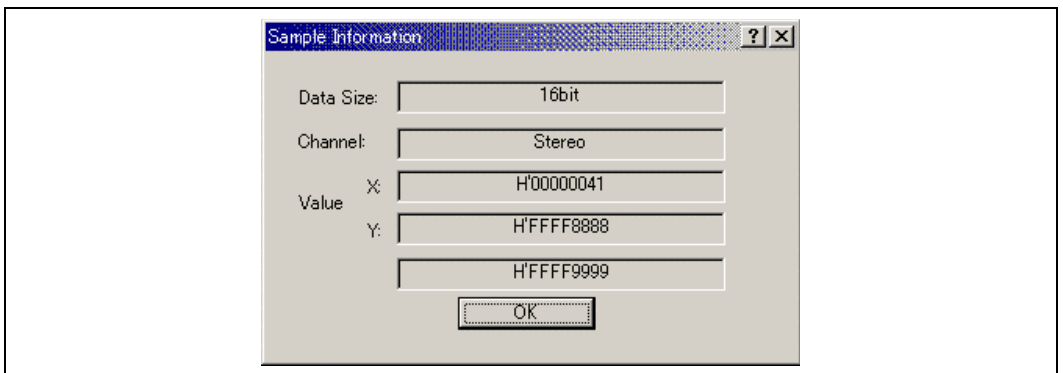 Sample Information
Data Size: 16bit
Channel: Stereo
X: H'00000041
Value
Y: H'FFFF8888
H'FFFF9999
OK